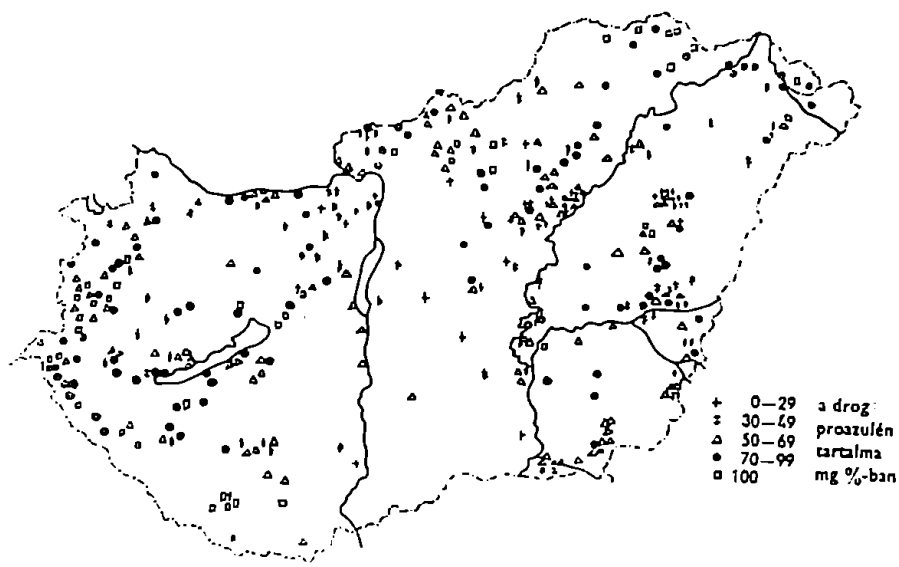 + 0—29 a drog
30—49 proazulén
△ 50—69
● 70—99 tartalma
□ 100 mg %-ban